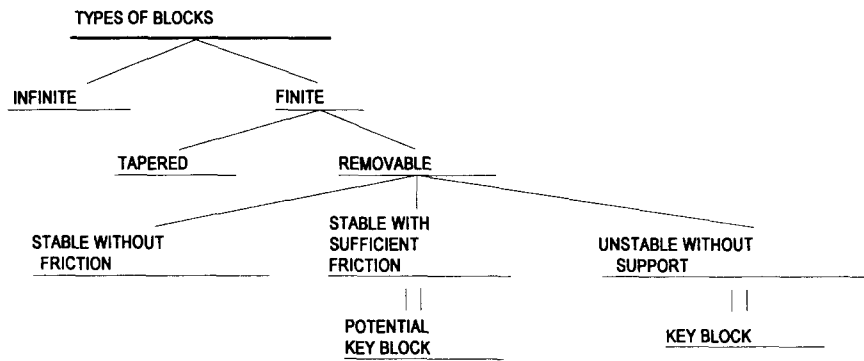 TYPES OF BLOCKS
INFINITE
FINITE
TAPERED
REMOVABLE
STABLE WITHOUT
FRICTION
STABLE WITH
SUFFICIENT
FRICTION
UNSTABLE WITHOUT
SUPPORT
POTENTIAL
KEY BLOCK
KEY BLOCK